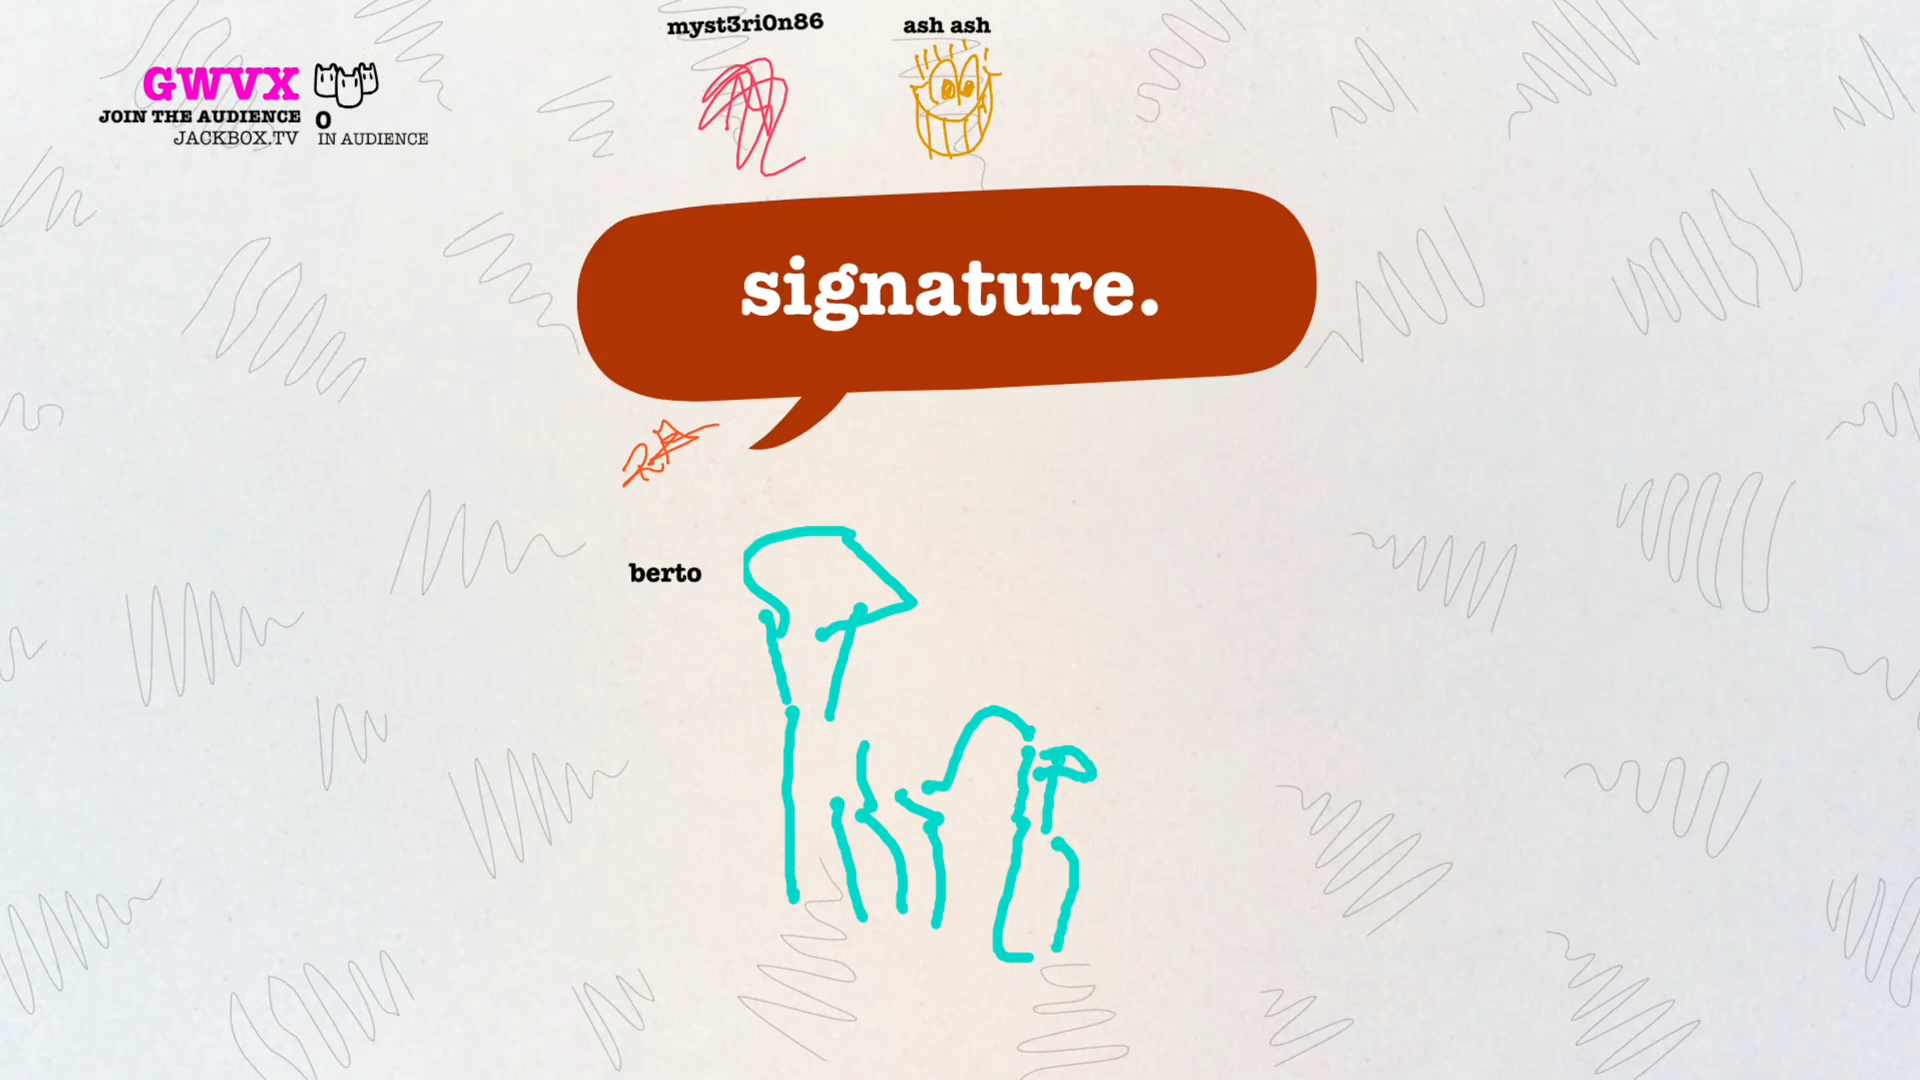 myst3ri0n86
ash ash
GWVX
JOIN THE AUDIENCE
JACKBOX.TV
0
IN AUDIENCE
signature.
berto